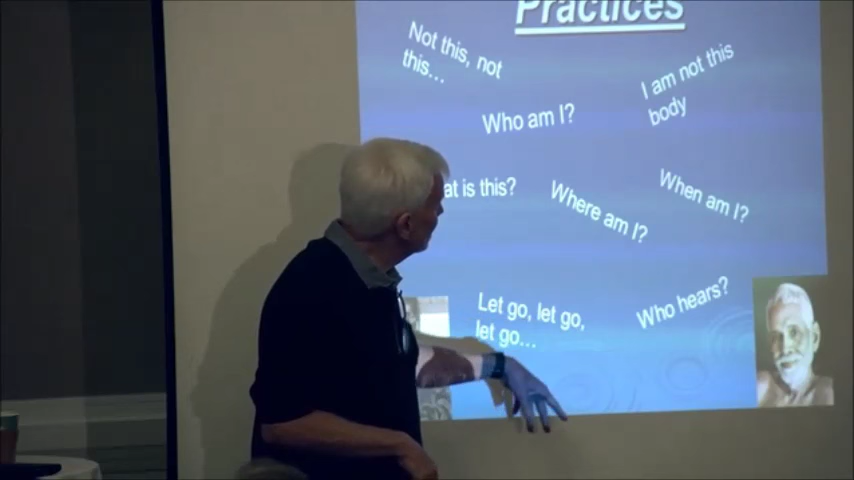 Practices
Not this, not
this...
I am not this
body
Who am I?
is this?
Where am I?
When am I?
Let go, let go,
let go...
Who hears?